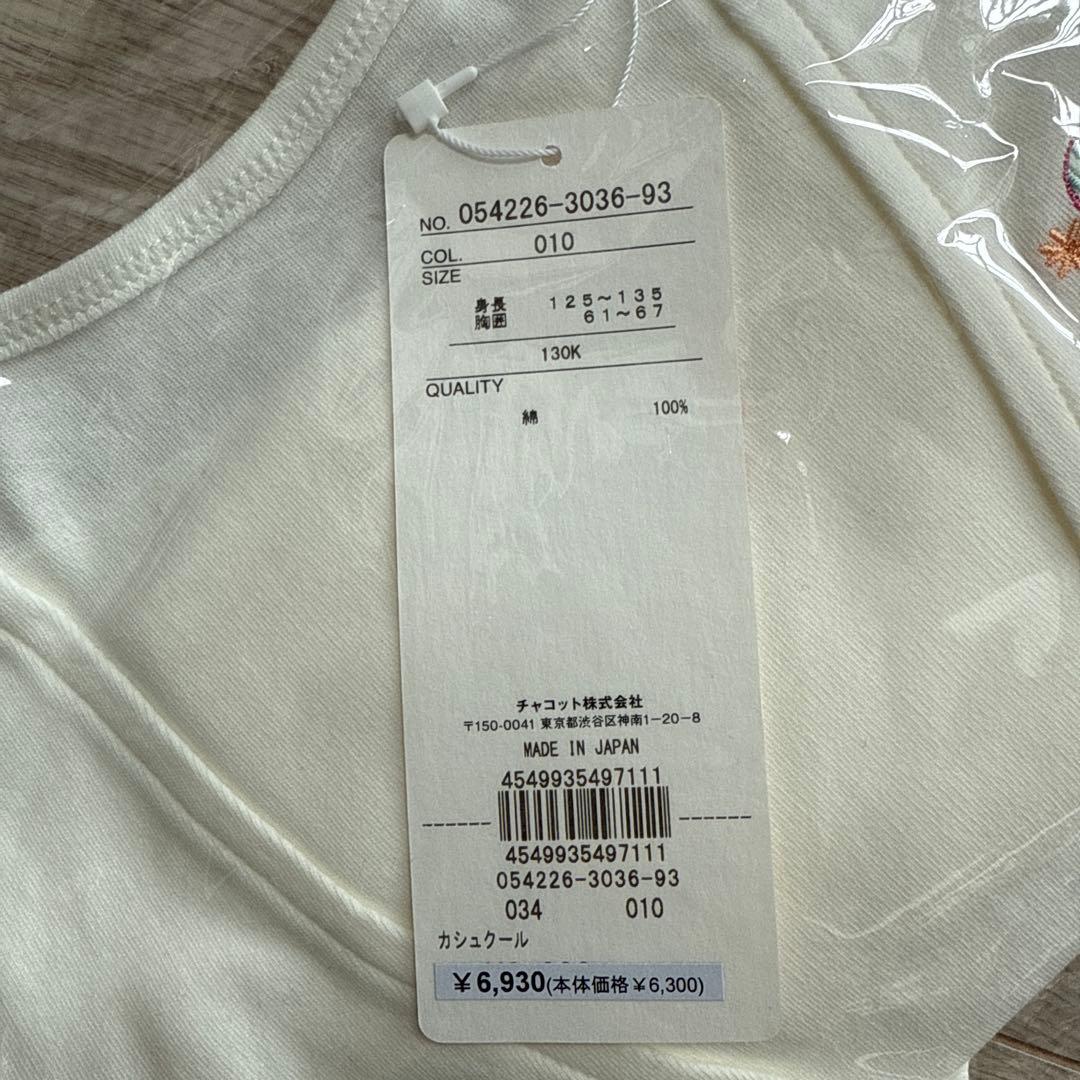 NO. 054226-3036-93
COL. 010
SIZE
身長 125～135
胸囲 61～67
130K
QUALITY
綿 100%
チャコット株式会社
〒150-0041 東京都渋谷区神南1-20-8
MADE IN JAPAN
4549935497111
4549935497111
054226-3036-93
034 010
カシュクール
¥6,930(本体価格¥6,300)